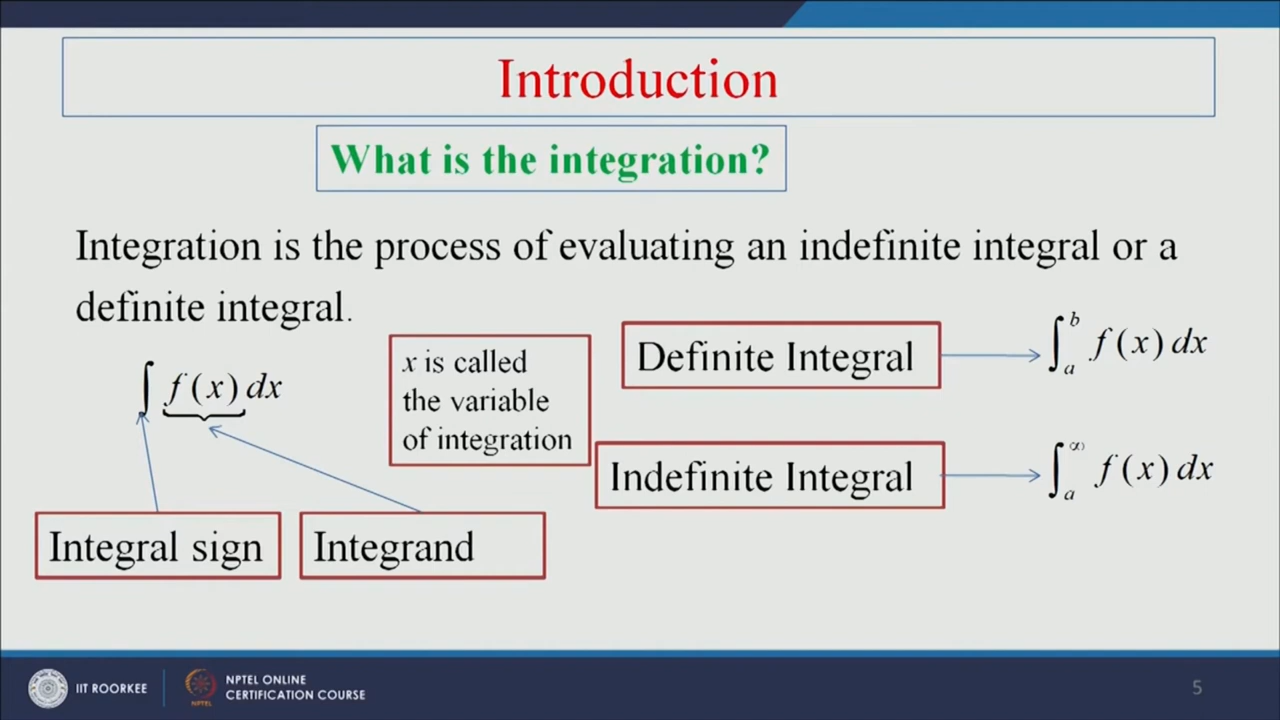 Introduction
What is the integration?
Integration is the process of evaluating an indefinite integral or a
definite integral.
∫ f(x) dx
x is called
the variable
of integration
Definite Integral
∫_a^b f(x) dx
Indefinite Integral
∫_a^∞ f(x) dx
Integral sign
Integrand
IIT ROORKEE
NPTEL
NPTEL ONLINE
CERTIFICATION COURSE
5